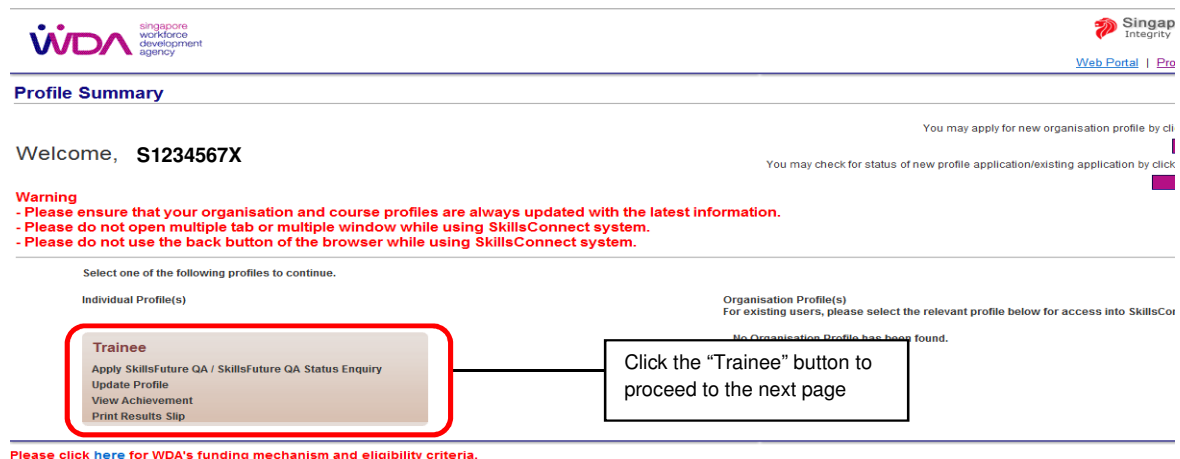 WDA
singapore
workforce
development
agency
Singap
Integrity
Web Portal | Pro
Profile Summary
You may apply for new organisation profile by cli
Welcome, S1234567X
You may check for status of new profile application/existing application by click
Warning
- Please ensure that your organisation and course profiles are always updated with the latest information.
- Please do not open multiple tab or multiple window while using SkillsConnect system.
- Please do not use the back button of the browser while using SkillsConnect system.
Select one of the following profiles to continue.
Individual Profile(s)
Organisation Profile(s)
For existing users, please select the relevant profile below for access into SkillsCon
No Organisation Profile has been found.
Trainee
Apply SkillsFuture QA / SkillsFuture QA Status Enquiry
Update Profile
View Achievement
Print Results Slip
Click the “Trainee” button to
proceed to the next page
Please click here for WDA's funding mechanism and eligibility criteria.